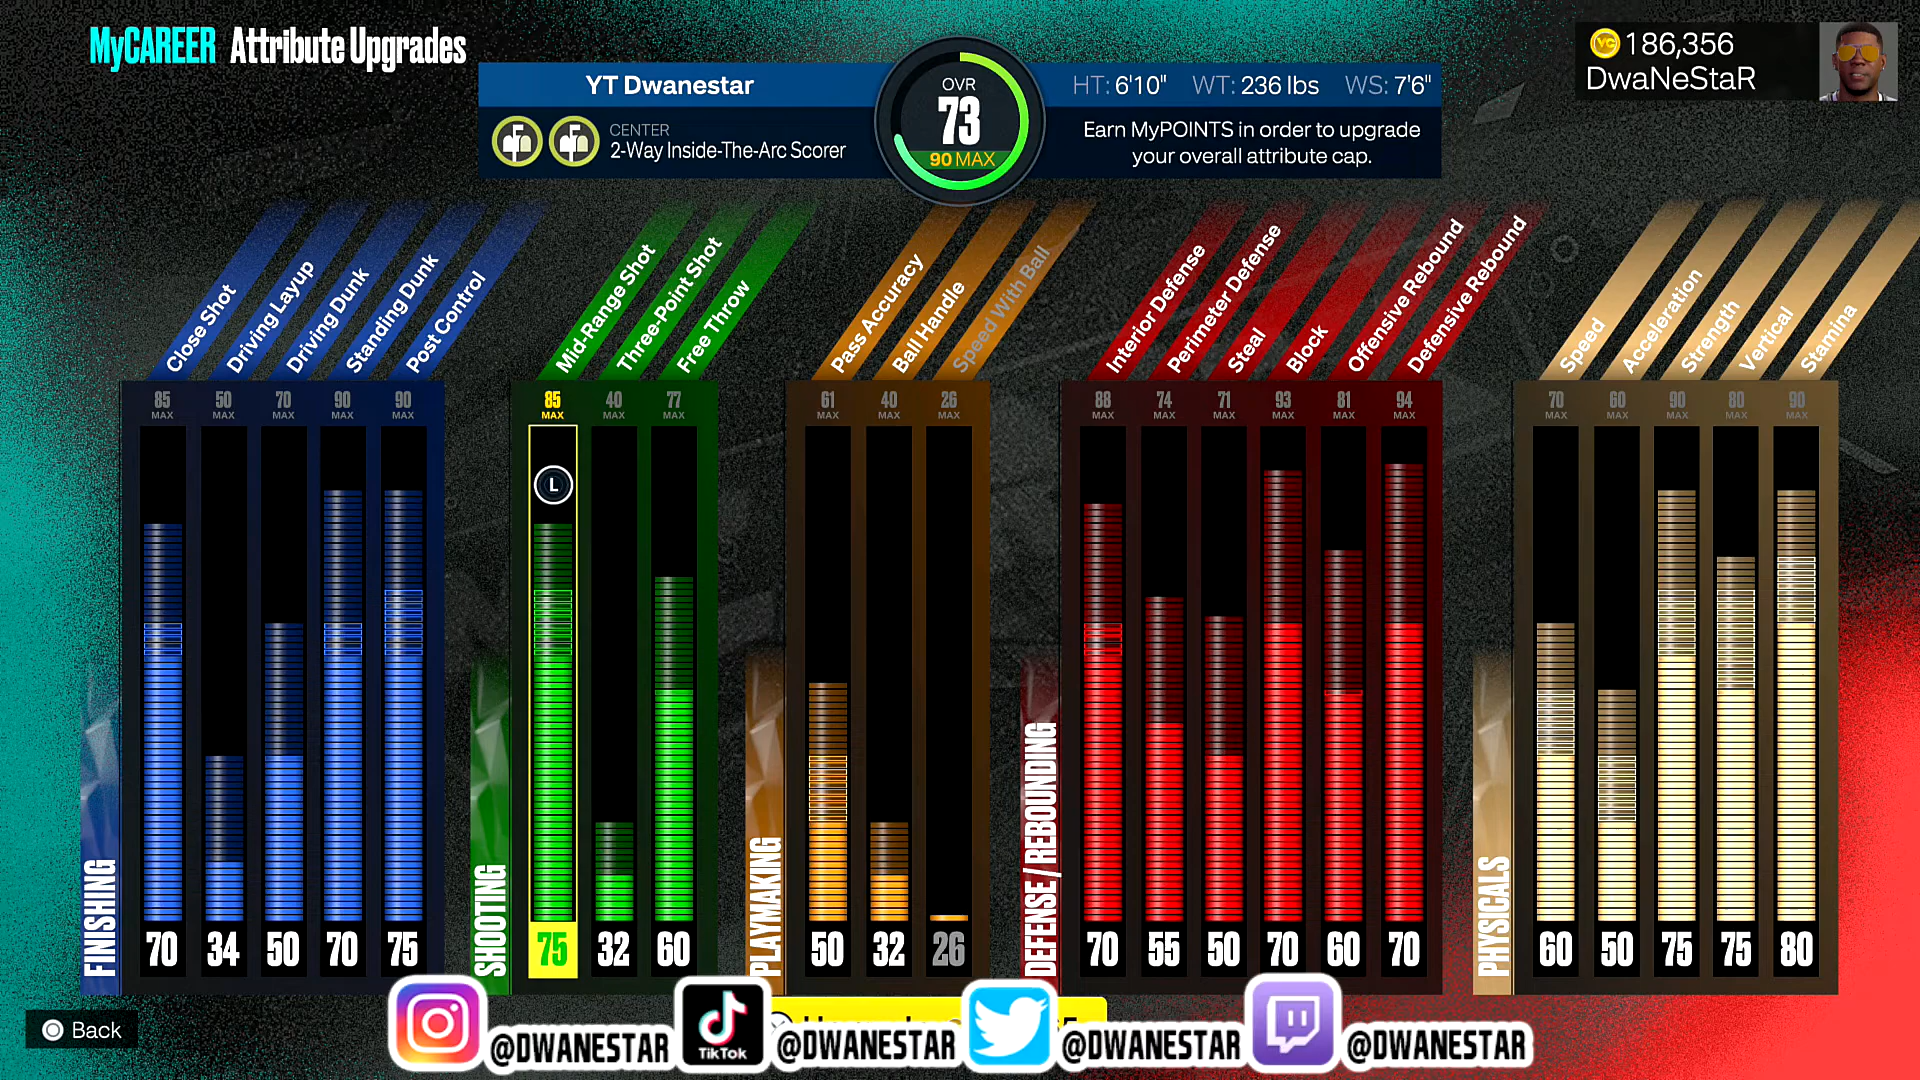 MyCAREER Attribute Upgrades
YT Dwanestar
CENTER
2-Way Inside-The-Arc Scorer
OVR
73
90 MAX
HT: 6'10" WT: 236 lbs WS: 7'6"
Earn MyPOINTS in order to upgrade
your overall attribute cap.
VC 186,356
DwaNeStaR
Close Shot
Driving Layup
Driving Dunk
Standing Dunk
Post Control
Mid-Range Shot
Three-Point Shot
Free Throw
Pass Accuracy
Ball Handle
Speed With Ball
Interior Defense
Perimeter Defense
Steal
Block
Offensive Rebound
Defensive Rebound
Speed
Acceleration
Strength
Vertical
Stamina
85 50 70 90 90 85 40 77 61 40 26 88 74 71 93 81 94 70 60 90 80 90
MAX MAX MAX MAX MAX MAX MAX MAX MAX MAX MAX MAX MAX MAX MAX MAX MAX MAX MAX MAX MAX MAX
L
FINISHING
SHOOTING
PLAYMAKING
DEFENSE/REBOUNDING
PHYSICALS
70 34 50 70 75 75 32 60 50 32 26 70 55 50 70 60 70 60 50 75 75 80
Back
@DWANESTAR
TikTok
@DWANESTAR
@DWANESTAR
@DWANESTAR